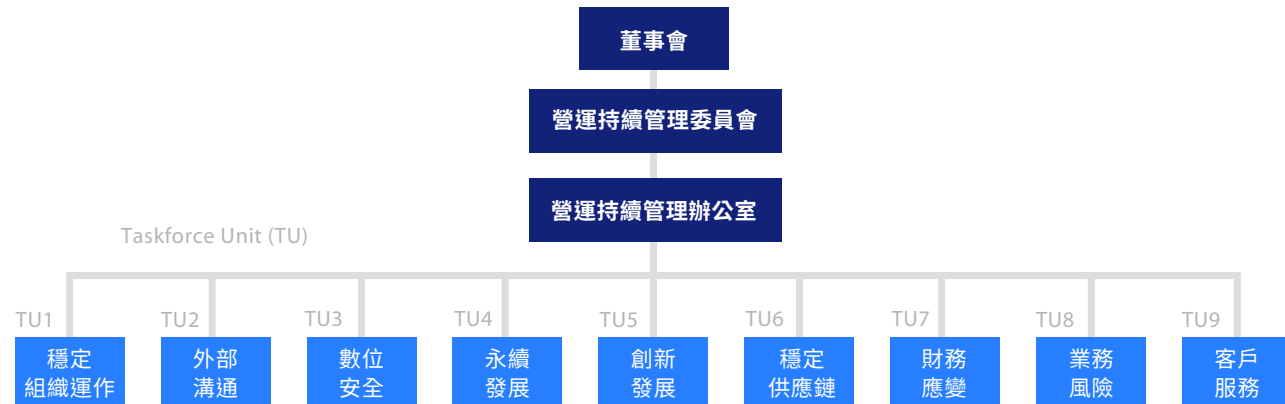 董事會
營運持續管理委員會
營運持續管理辦公室
Taskforce Unit (TU)
TU1
TU2
TU3
TU4
TU5
TU6
TU7
TU8
TU9
穩定
組織運作
外部
溝通
數位
安全
永續
發展
創新
發展
穩定
供應鏈
財務
應變
業務
風險
客戶
服務